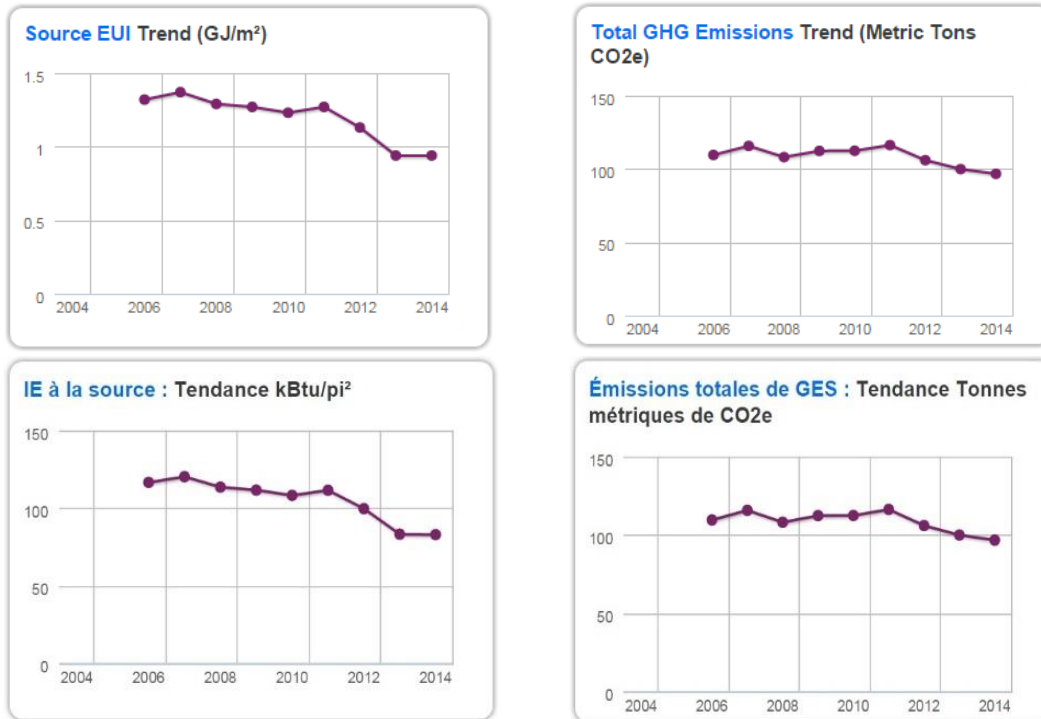 Source EUI Trend (GJ/m²)
1.5
1
0.5
0
2004 2006 2008 2010 2012 2014
Total GHG Emissions Trend (Metric Tons
CO2e)
150
100
50
0
2004 2006 2008 2010 2012 2014
IE à la source : Tendance kBtu/pi²
150
100
50
0
2004 2006 2008 2010 2012 2014
Émissions totales de GES : Tendance Tonnes
métriques de CO2e
150
100
50
0
2004 2006 2008 2010 2012 2014